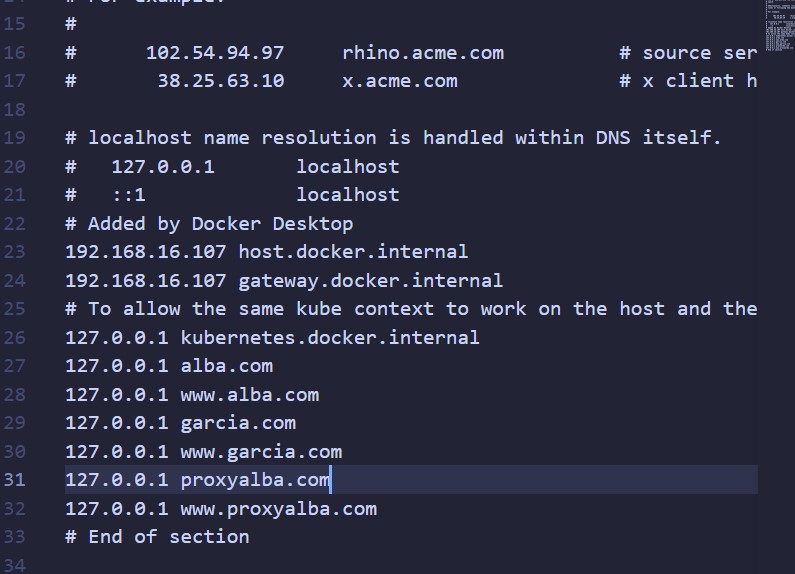 15 #
16 #      102.54.94.97     rhino.acme.com          # source ser
17 #       38.25.63.10     x.acme.com              # x client h
18
19 # localhost name resolution is handled within DNS itself.
20 #   127.0.0.1       localhost
21 #   ::1             localhost
22 # Added by Docker Desktop
23 192.168.16.107 host.docker.internal
24 192.168.16.107 gateway.docker.internal
25 # To allow the same kube context to work on the host and the
26 127.0.0.1 kubernetes.docker.internal
27 127.0.0.1 alba.com
28 127.0.0.1 www.alba.com
29 127.0.0.1 garcia.com
30 127.0.0.1 www.garcia.com
31 127.0.0.1 proxyalba.com
32 127.0.0.1 www.proxyalba.com
33 # End of section
34